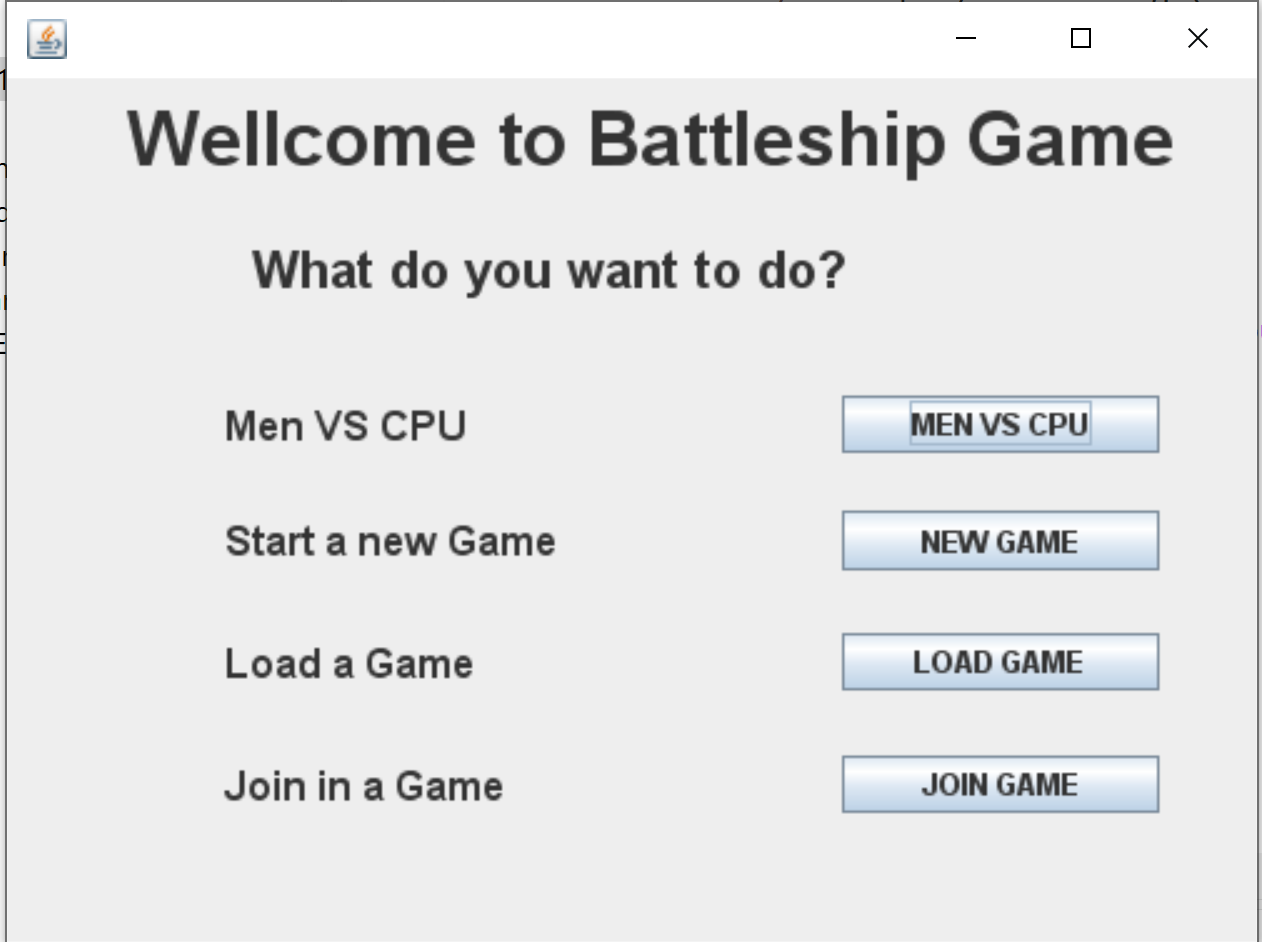 Wellcome to Battleship Game
What do you want to do?
Men VS CPU MEN VS CPU
Start a new Game NEW GAME
Load a Game LOAD GAME
Join in a Game JOIN GAME